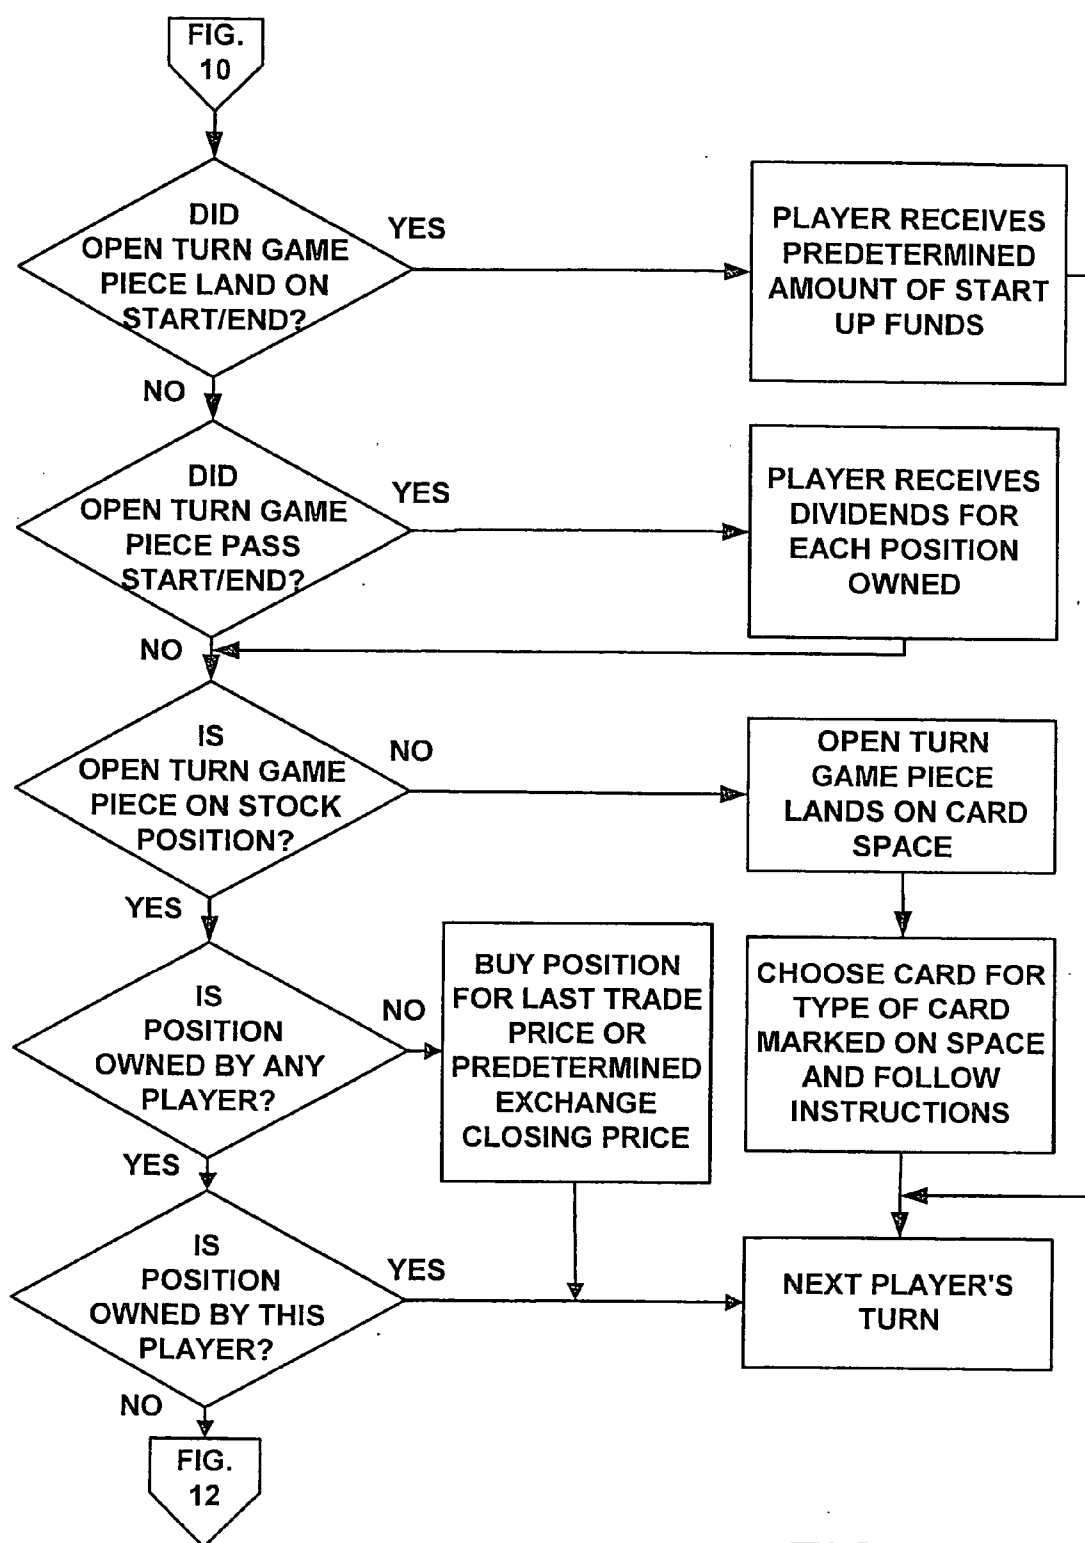 FIG.
10
DID
OPEN TURN GAME
PIECE LAND ON
START/END?
YES
PLAYER RECEIVES
PREDETERMINED
AMOUNT OF START
UP FUNDS
NO
DID
OPEN TURN GAME
PIECE PASS
START/END?
YES
PLAYER RECEIVES
DIVIDENDS FOR
EACH POSITION
OWNED
NO
IS
OPEN TURN GAME
PIECE ON STOCK
POSITION?
NO
OPEN TURN
GAME PIECE
LANDS ON CARD
SPACE
YES
IS
POSITION
OWNED BY ANY
PLAYER?
NO
BUY POSITION
FOR LAST TRADE
PRICE OR
PREDETERMINED
EXCHANGE
CLOSING PRICE
CHOOSE CARD FOR
TYPE OF CARD
MARKED ON SPACE
AND FOLLOW
INSTRUCTIONS
YES
IS
POSITION
OWNED BY THIS
PLAYER?
YES
NEXT PLAYER'S
TURN
NO
FIG.
12